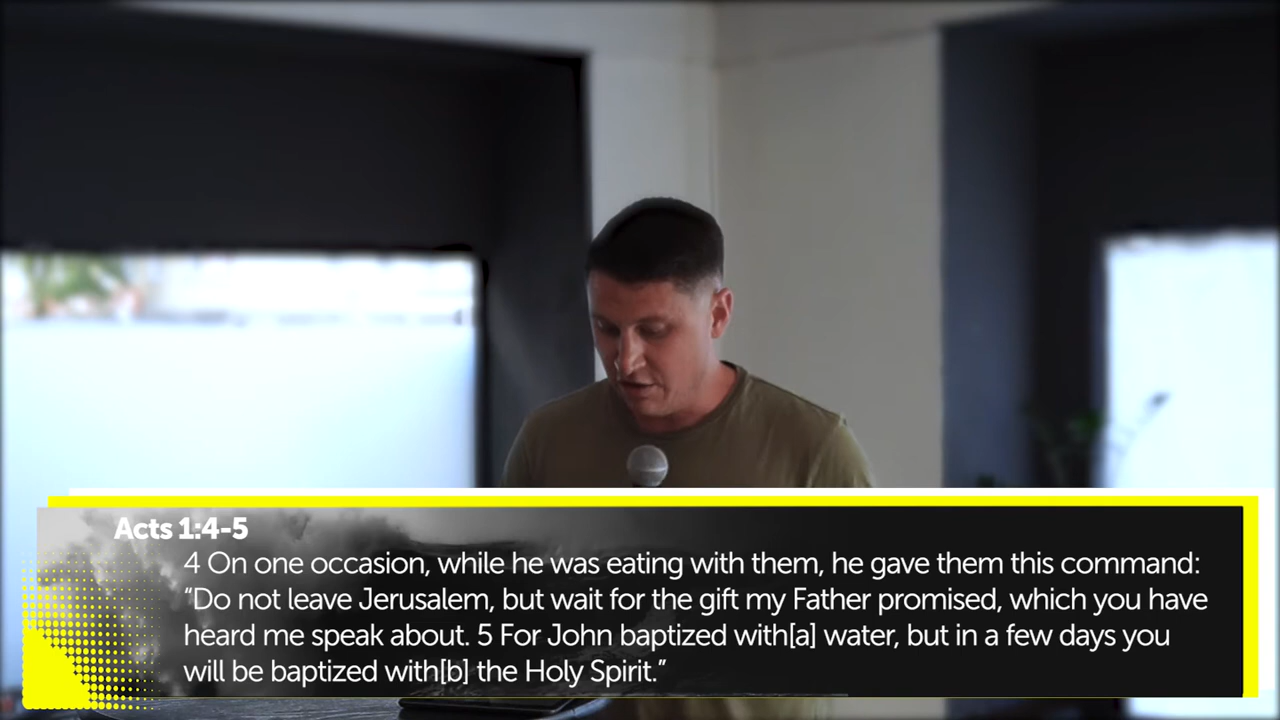 Acts 1:4-5
4 On one occasion, while he was eating with them, he gave them this command:
“Do not leave Jerusalem, but wait for the gift my Father promised, which you have
heard me speak about. 5 For John baptized with[a] water, but in a few days you
will be baptized with[b] the Holy Spirit.”